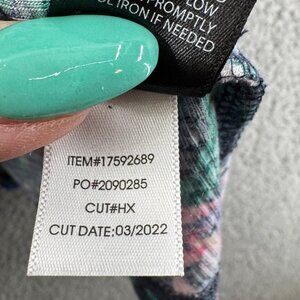 LOW
PROMPTLY
IRON IF NEEDED
ITEM#17592689
PO#2090285
CUT#HX
CUT DATE;03/2022